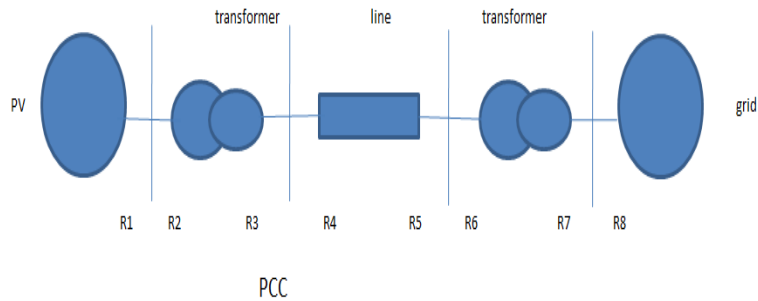 transformer line transformer
PV grid
R1 R2 R3 R4 R5 R6 R7 R8
PCC